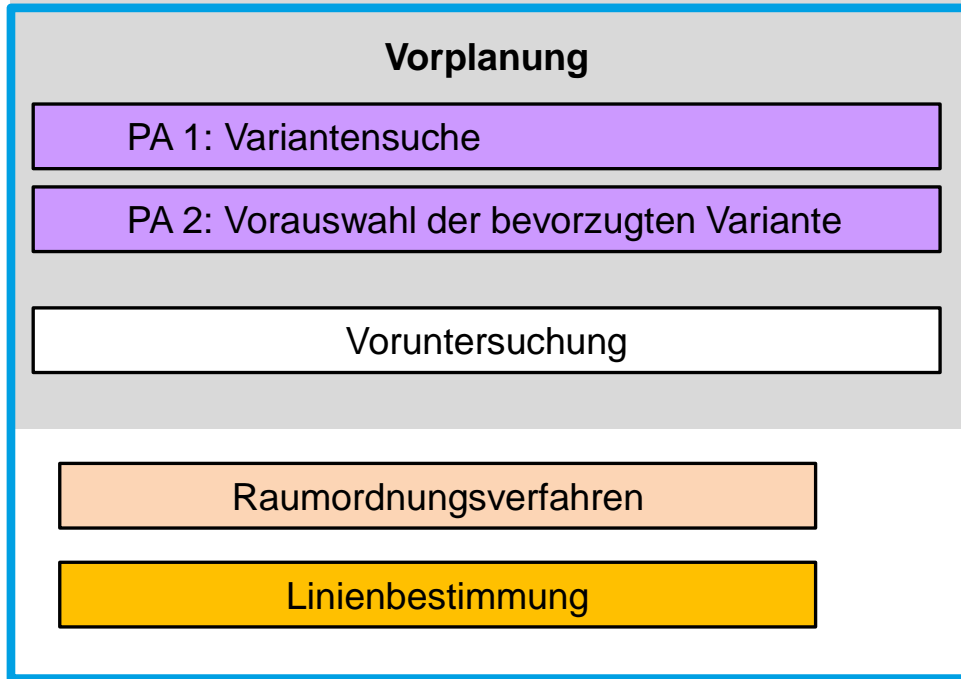 Vorplanung
PA 1: Variantensuche
PA 2: Vorauswahl der bevorzugten Variante
Voruntersuchung
Raumordnungsverfahren
Linienbestimmung